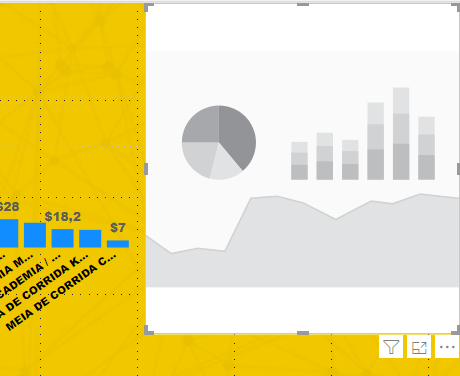 $28
$18,2
$7
IA M...
CADEMIA / ...
A DE CORRIDA K...
MEIA DE CORRIDA C...